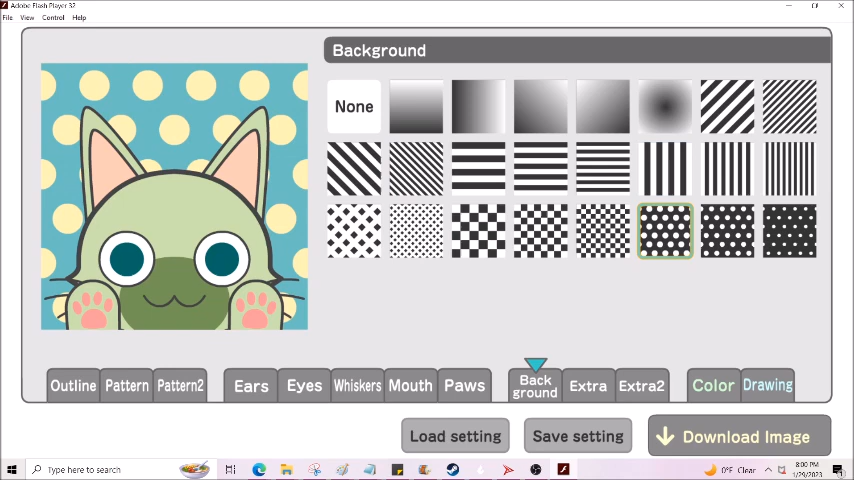 Adobe Flash Player 32
File View Control Help
Background
None
Outline Pattern Pattern2 Ears Eyes Whiskers Mouth Paws Back ground Extra Extra2 Color Drawing
Load setting Save setting Download Image
Type here to search
0°F Clear
8:00 PM
1/29/2023